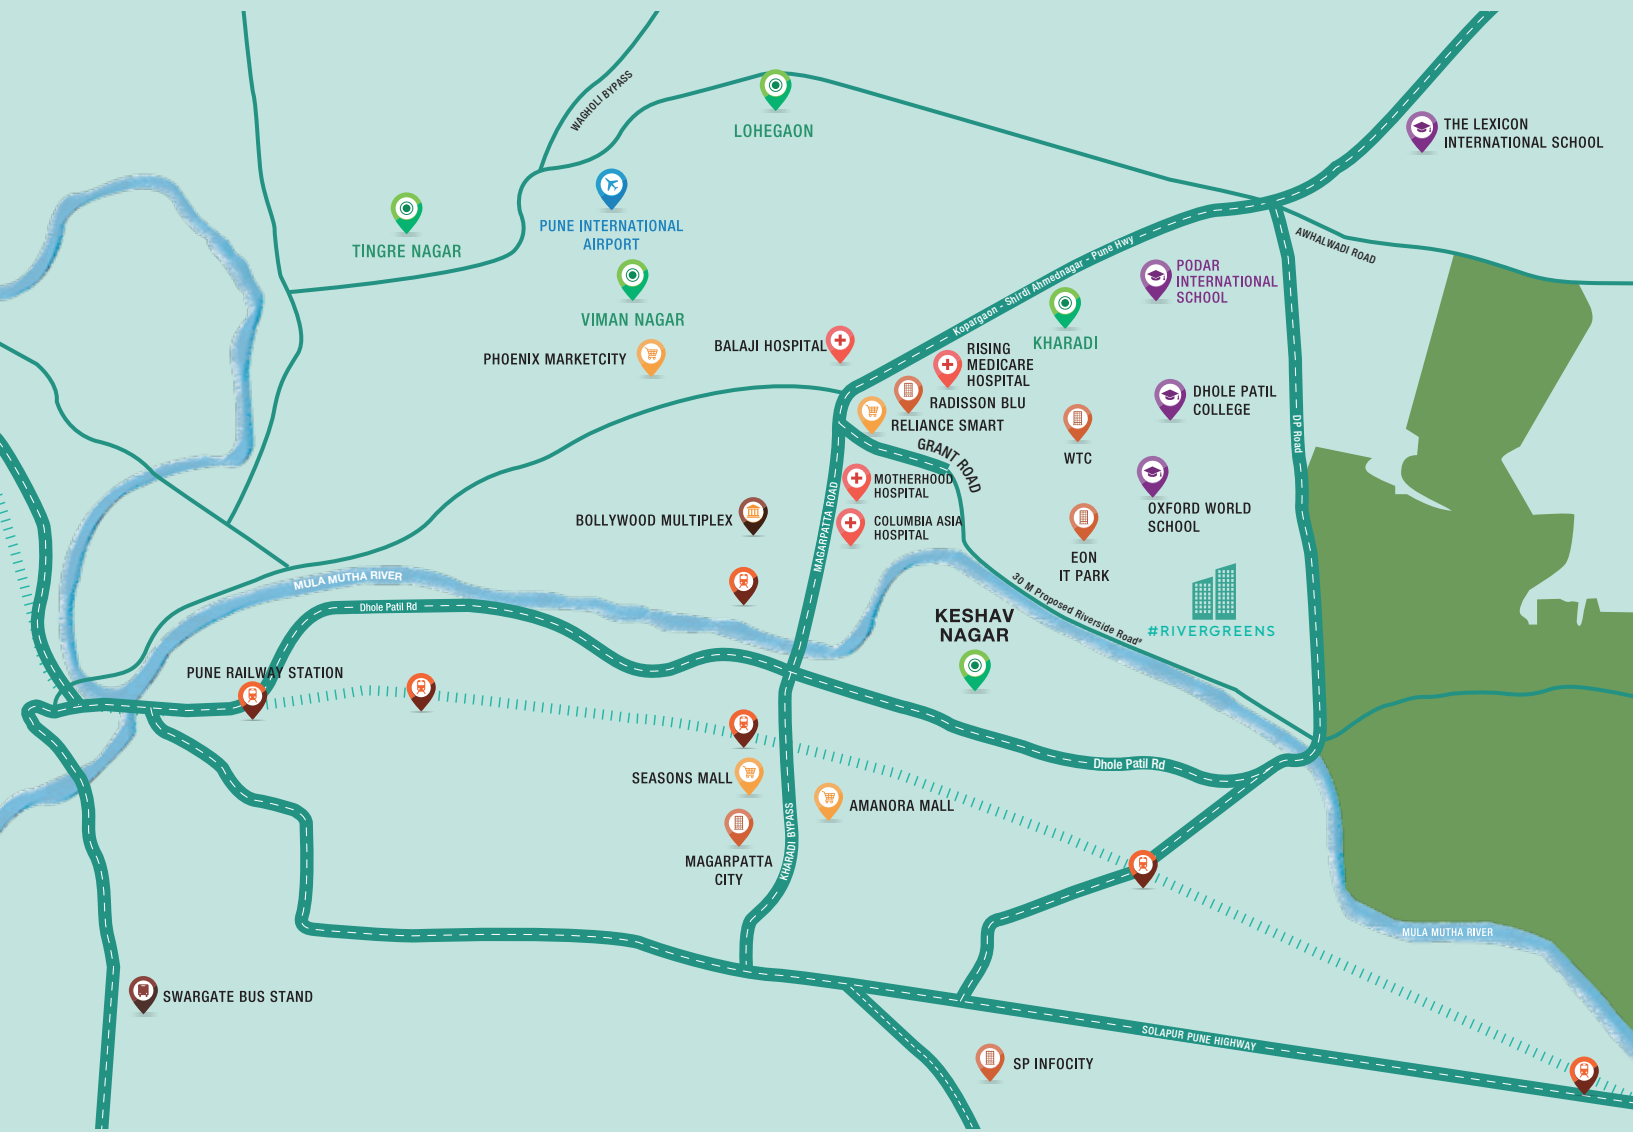 WAGHOLI BYPASS
LOHEGAON
THE LEXICON
INTERNATIONAL SCHOOL
TINGRE NAGAR
PUNE INTERNATIONAL
AIRPORT
AWHALWADI ROAD
Kopargaon - Shirdi Ahmednagar - Pune Hwy
PODAR
INTERNATIONAL
SCHOOL
VIMAN NAGAR
KHARADI
PHOENIX MARKETCITY
BALAJI HOSPITAL
RISING
MEDICARE
HOSPITAL
RADISSON BLU
RELIANCE SMART
DHOLE PATIL
COLLEGE
DP Road
GRANT ROAD
WTC
MOTHERHOOD
HOSPITAL
MAGARPATTA ROAD
BOLLYWOOD MULTIPLEX
COLUMBIA ASIA
HOSPITAL
OXFORD WORLD
SCHOOL
EON
IT PARK
MULA MUTHA RIVER
Dhole Patil Rd
30 M Proposed Riverside Road*
KESHAV
NAGAR
#RIVERGREENS
PUNE RAILWAY STATION
Dhole Patil Rd
SEASONS MALL
AMANORA MALL
KHARADI BYPASS
MAGARPATTA
CITY
MULA MUTHA RIVER
SWARGATE BUS STAND
SOLAPUR PUNE HIGHWAY
SP INFOCITY